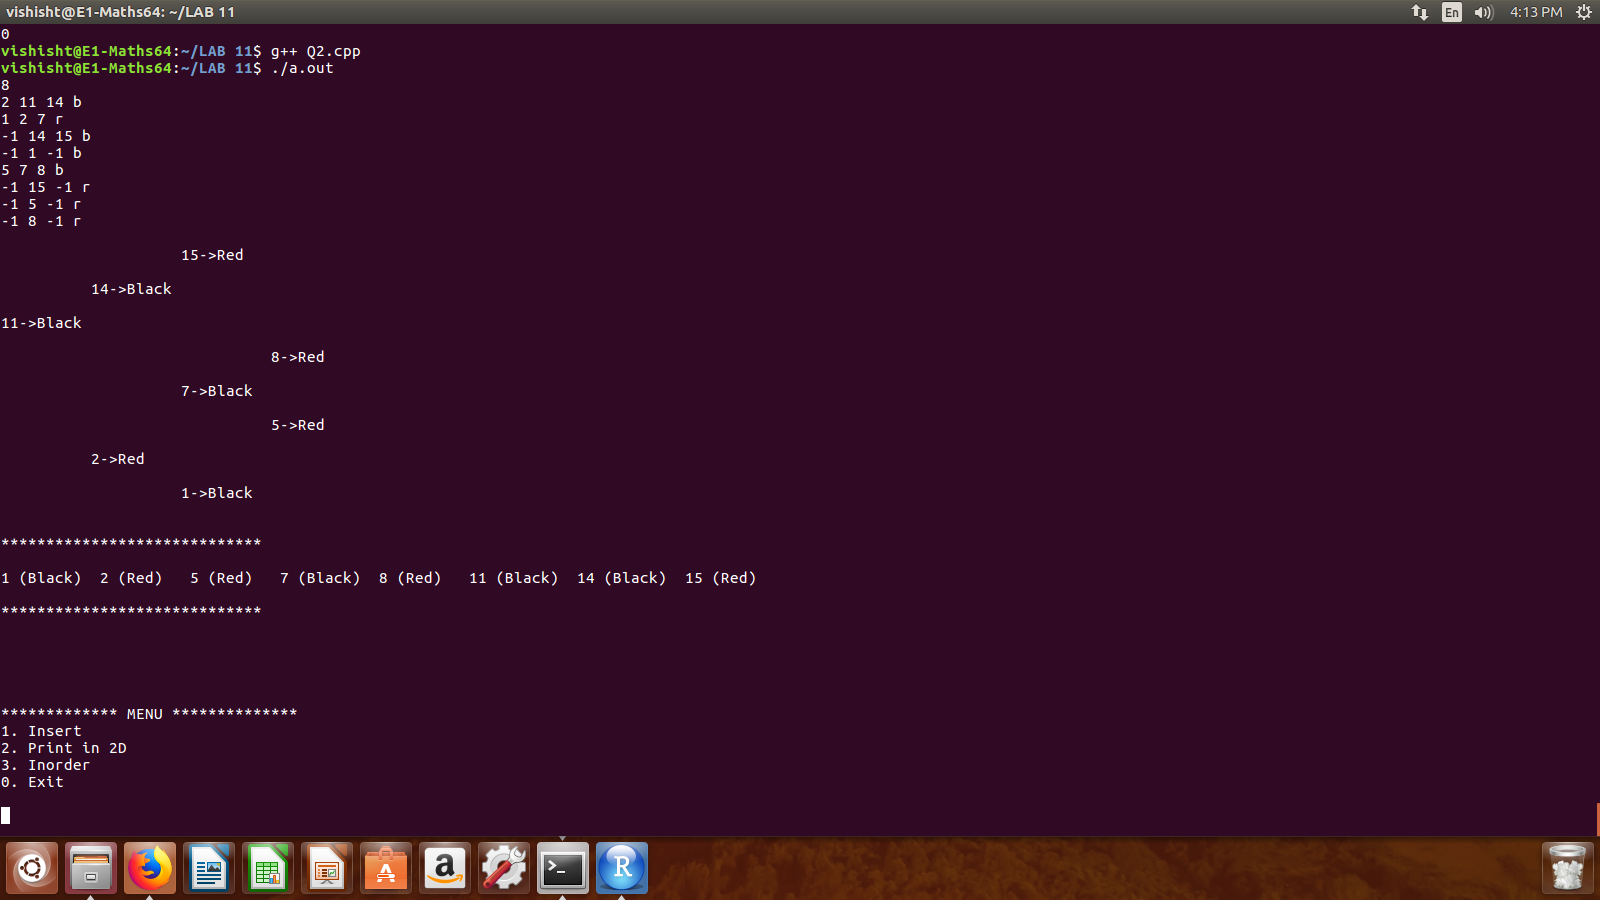 vishisht@E1-Maths64: ~/LAB 11
En
4:13 PM
0
vishisht@E1-Maths64:~/LAB 11$ g++ Q2.cpp
vishisht@E1-Maths64:~/LAB 11$ ./a.out
8
2 11 14 b
1 2 7 r
-1 14 15 b
-1 1 -1 b
5 7 8 b
-1 15 -1 r
-1 5 -1 r
-1 8 -1 r
15->Red
14->Black
11->Black
8->Red
7->Black
5->Red
2->Red
1->Black
*****************************
1 (Black)  2 (Red)   5 (Red)   7 (Black)  8 (Red)   11 (Black)  14 (Black)  15 (Red)
*****************************
************* MENU **************
1. Insert
2. Print in 2D
3. Inorder
0. Exit
A
a
>_
R